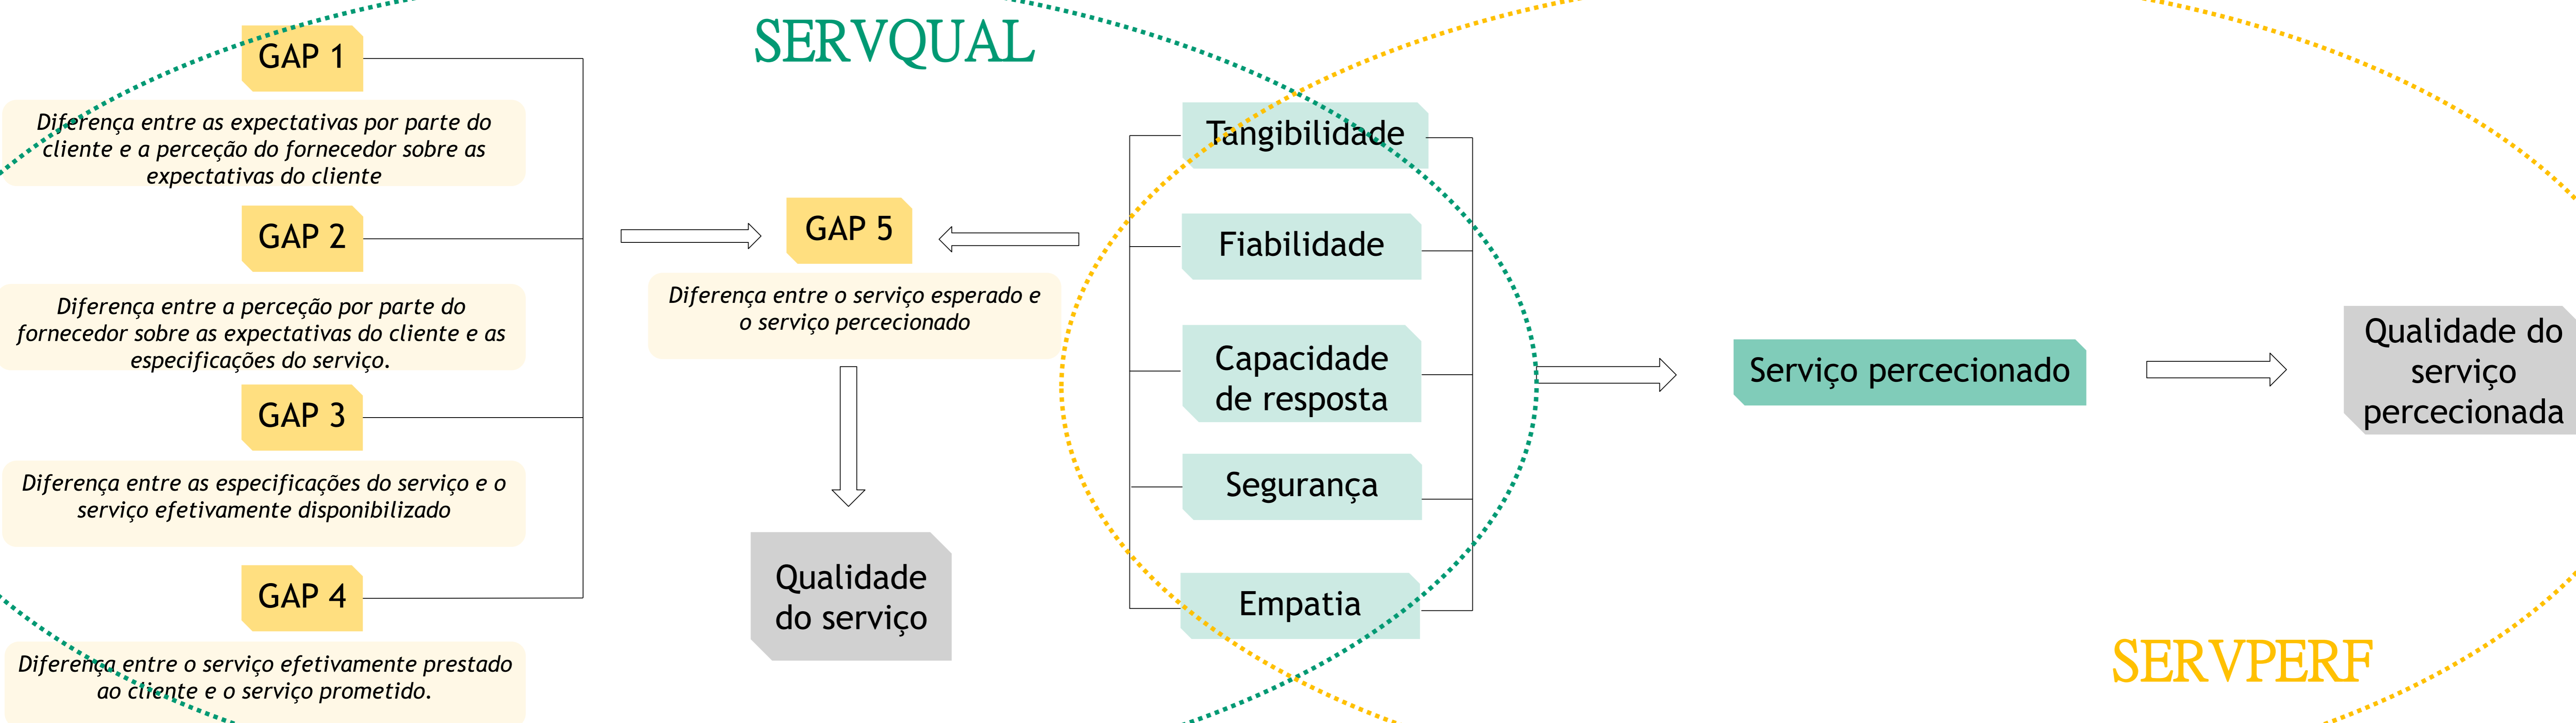 SERVQUAL
GAP 1
Diferença entre as expectativas por parte do
cliente e a perceção do fornecedor sobre as
expectativas do cliente
GAP 2
Diferença entre a perceção por parte do
fornecedor sobre as expectativas do cliente e as
especificações do serviço.
GAP 3
Diferença entre as especificações do serviço e o
serviço efetivamente disponibilizado
GAP 4
Diferença entre o serviço efetivamente prestado
ao cliente e o serviço prometido.
GAP 5
Diferença entre o serviço esperado e
o serviço percecionado
Qualidade
do serviço
Tangibilidade
Fiabilidade
Capacidade
de resposta
Segurança
Empatia
Serviço percecionado
Qualidade do
serviço
percecionada
SERVPERF